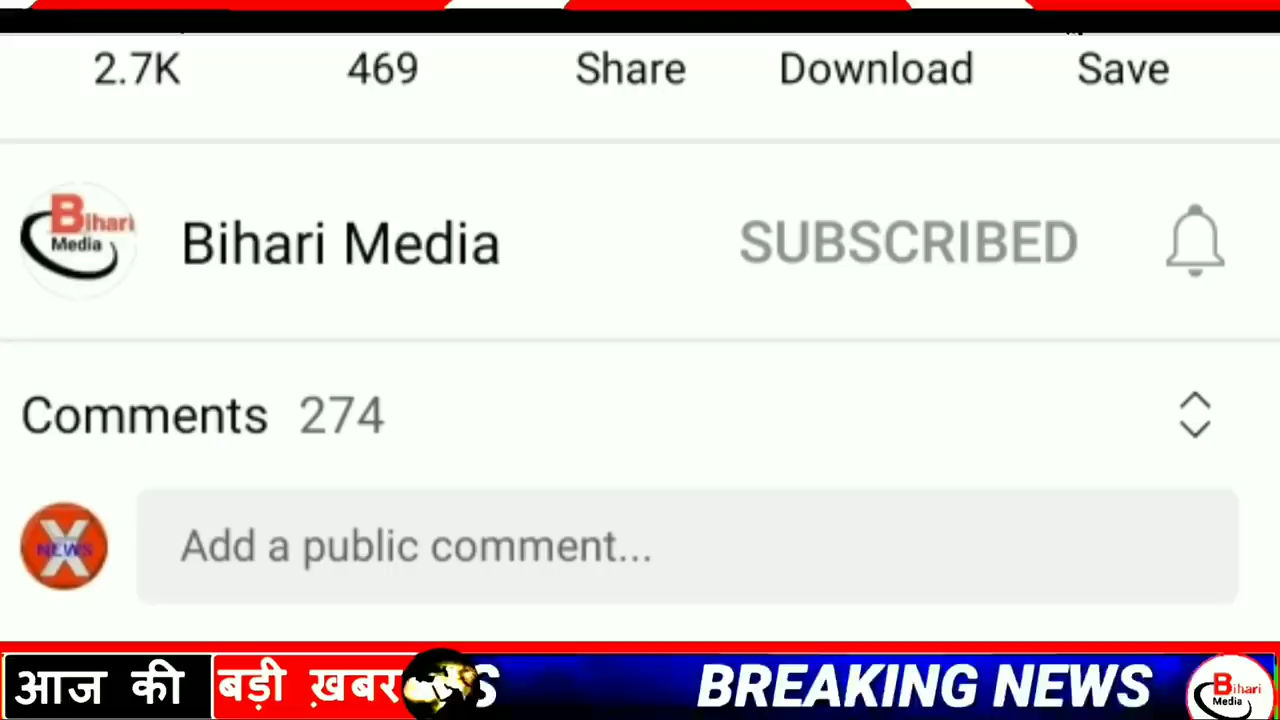 2.7K 469 Share Download Save
Bihari Media
Bihari Media SUBSCRIBED
Comments 274
X
NEWS
Add a public comment...
आज की बड़ी ख़बर S BREAKING NEWS
Bihari
Media